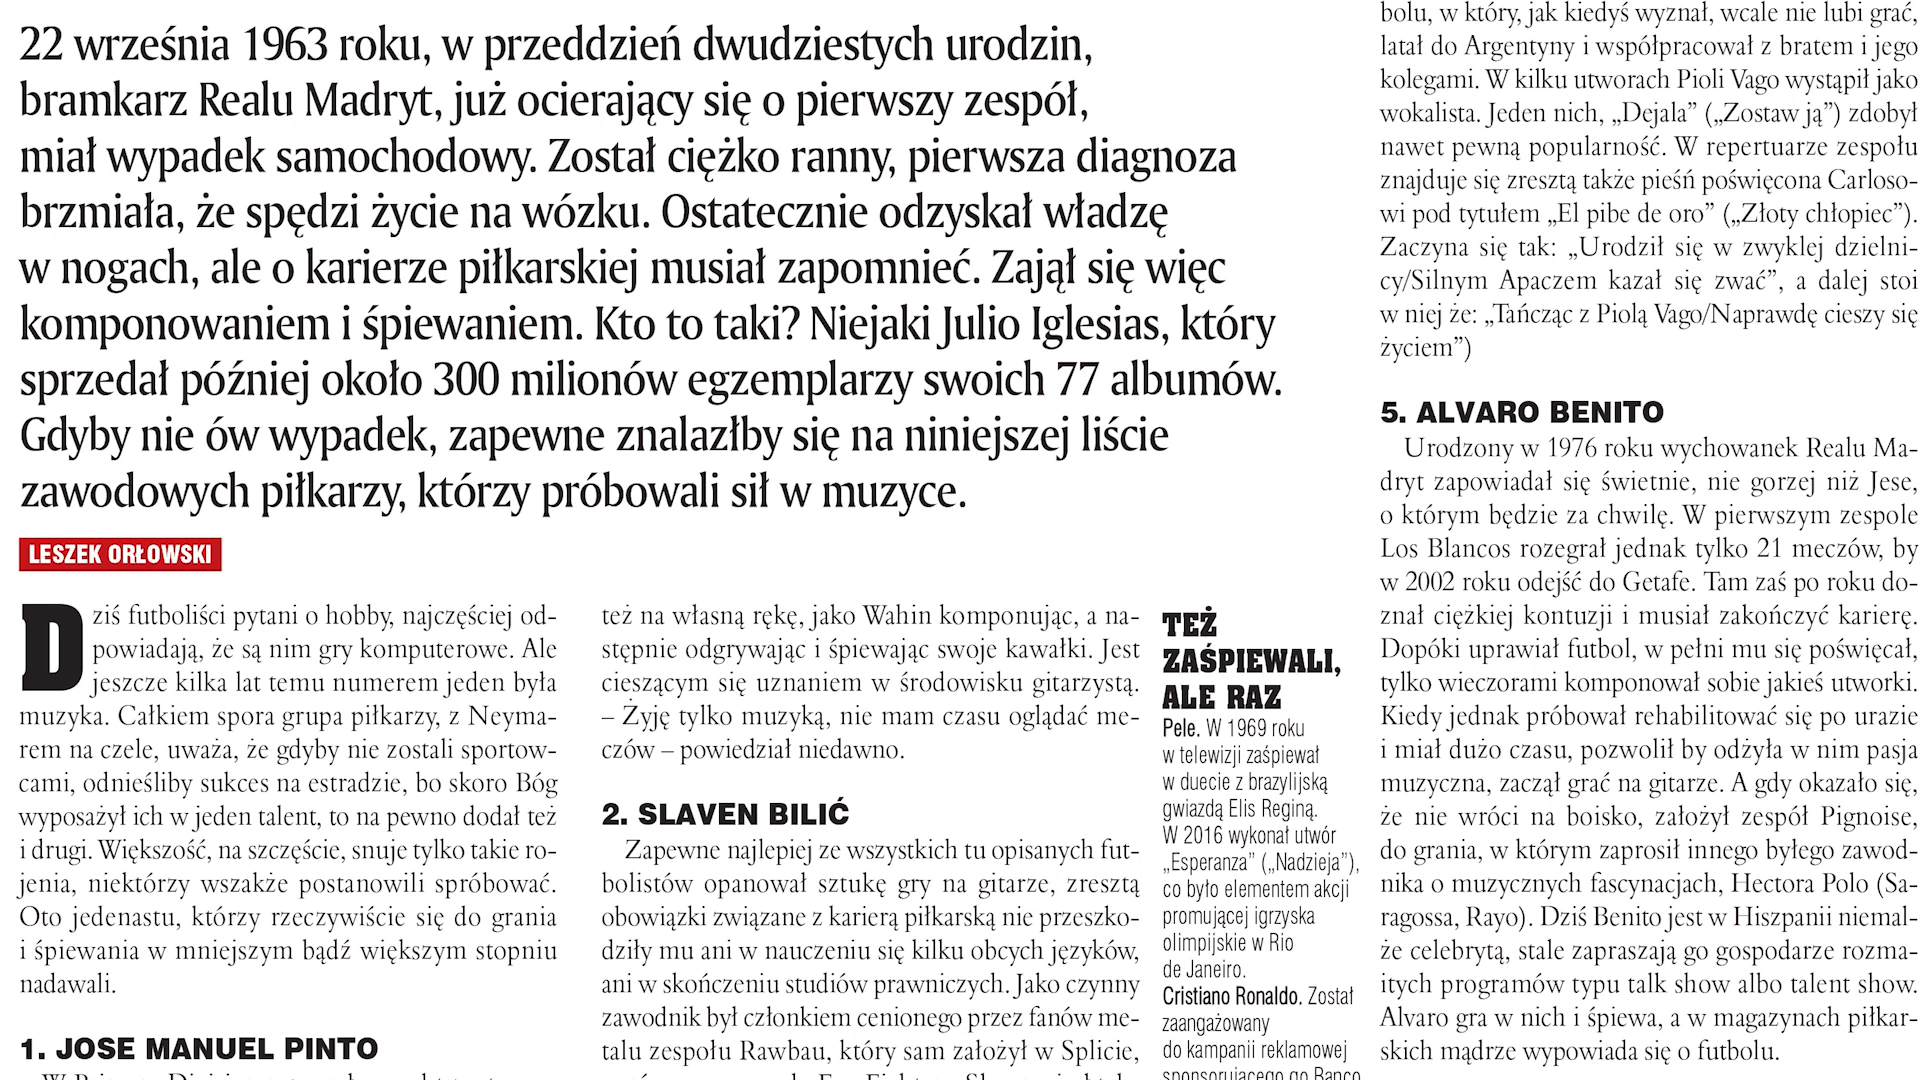 22 września 1963 roku, w przeddzień dwudziestych urodzin,
bramkarz Realu Madryt, już ocierający się o pierwszy zespół,
miał wypadek samochodowy. Został ciężko ranny, pierwsza diagnoza
brzmiała, że spędzi życie na wózku. Ostatecznie odzyskał władzę
w nogach, ale o karierze piłkarskiej musiał zapomnieć. Zajął się więc
komponowaniem i śpiewaniem. Kto to taki? Niejaki Julio Iglesias, który
sprzedał później około 300 milionów egzemplarzy swoich 77 albumów.
Gdyby nie ów wypadek, zapewne znalazłby się na niniejszej liście
zawodowych piłkarzy, którzy próbowali sił w muzyce.
LESZEK ORŁOWSKI
Dziś futboliści pytani o hobby, najczęściej od-
powiadają, że są nim gry komputerowe. Ale
jeszcze kilka lat temu numerem jeden była
muzyka. Całkiem spora grupa piłkarzy, z Neyma-
rem na czele, uważa, że gdyby nie zostali sportow-
cami, odnieśliby sukces na estradzie, bo skoro Bóg
wyposażył ich w jeden talent, to na pewno dodał też
i drugi. Większość, na szczęście, snuje tylko takie ro-
jenia, niektórzy wszakże postanowili spróbować.
Oto jedenastu, którzy rzeczywiście się do grania
i śpiewania w mniejszym bądź większym stopniu
nadawali.
1. JOSE MANUEL PINTO
też na własną rękę, jako Wahin komponując, a na-
stępnie odgrywając i śpiewając swoje kawałki. Jest
cieszącym się uznaniem w środowisku gitarzystą.
– Żyję tylko muzyką, nie mam czasu oglądać me-
czów – powiedział niedawno.
2. SLAVEN BILIĆ
Zapewne najlepiej ze wszystkich tu opisanych fut-
bolistów opanował sztukę gry na gitarze, zresztą
obowiązki związane z karierą piłkarską nie przeszko-
dziły mu ani w nauczeniu się kilku obcych języków,
ani w skończeniu studiów prawniczych. Jako czynny
zawodnik był członkiem cenionego przez fanów me-
talu zespołu Rawbau, który sam założył w Splicie,
TEŻ
ZAŚPIEWALI,
ALE RAZ
Pele. W 1969 roku
w telewizji zaśpiewał
w duecie z brazylijską
gwiazdą Elis Reginą.
W 2016 wykonał utwór
„Esperanza” („Nadzieja”),
co było elementem akcji
promującej igrzyska
olimpijskie w Rio
de Janeiro.
Cristiano Ronaldo. Został
zaangażowany
do kampanii reklamowej
sponsorującego go Banco
bolu, w który, jak kiedyś wyznał, wcale nie lubi grać,
latał do Argentyny i współpracował z bratem i jego
kolegami. W kilku utworach Pioli Vago wystąpił jako
wokalista. Jeden nich, „Dejala” („Zostaw ją”) zdobył
nawet pewną popularność. W repertuarze zespołu
znajduje się zresztą także pieśń poświęcona Carloso-
wi pod tytułem „El pibe de oro” („Złoty chłopiec”).
Zaczyna się tak: „Urodził się w zwyklej dzielni-
cy/Silnym Apaczem kazał się zwać”, a dalej stoi
w niej że: „Tańcząc z Piolą Vago/Naprawdę cieszy się
życiem”)
5. ALVARO BENITO
Urodzony w 1976 roku wychowanek Realu Ma-
dryt zapowiadał się świetnie, nie gorzej niż Jese,
o którym będzie za chwilę. W pierwszym zespole
Los Blancos rozegrał jednak tylko 21 meczów, by
w 2002 roku odejść do Getafe. Tam zaś po roku do-
znał ciężkiej kontuzji i musiał zakończyć karierę.
Dopóki uprawiał futbol, w pełni mu się poświęcał,
tylko wieczorami komponował sobie jakieś utworki.
Kiedy jednak próbował rehabilitować się po urazie
i miał dużo czasu, pozwolił by odżyła w nim pasja
muzyczna, zaczął grać na gitarze. A gdy okazało się,
że nie wróci na boisko, założył zespół Pignoise,
do grania, w którym zaprosił innego byłego zawod-
nika o muzycznych fascynacjach, Hectora Polo (Sa-
ragossa, Rayo). Dziś Benito jest w Hiszpanii niemal-
że celebrytą, stale zapraszają go gospodarze rozma-
itych programów typu talk show albo talent show.
Alvaro gra w nich i śpiewa, a w magazynach piłkar-
skich mądrze wypowiada się o futbolu.